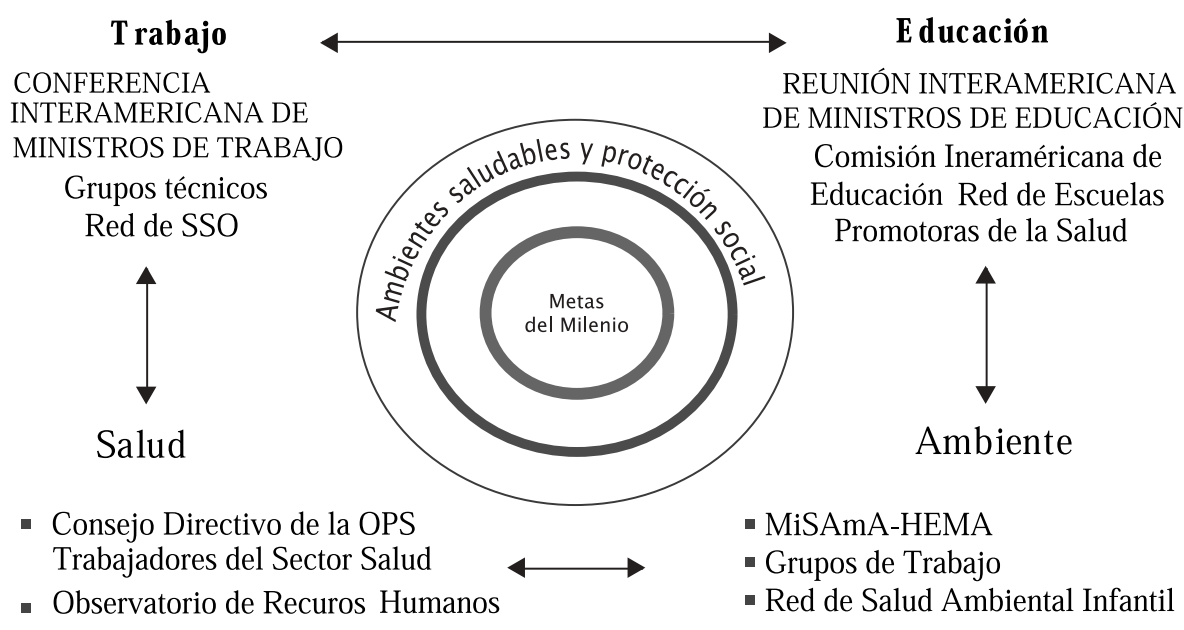 Trabajo
CONFERENCIA
INTERAMERICANA DE
MINISTROS DE TRABAJO
Grupos técnicos
Red de SSO
Educación
REUNIÓN INTERAMERICANA
DE MINISTROS DE EDUCACIÓN
Comisión Ineraméricana de
Educación Red de Escuelas
Promotoras de la Salud
Ambientes saludables y protección social
Metas
del Milenio
Salud
▪ Consejo Directivo de la OPS
Trabajadores del Sector Salud
▪ Observatorio de Recuros Humanos
Ambiente
▪ MiSAmA-HEMA
▪ Grupos de Trabajo
▪ Red de Salud Ambiental Infantil